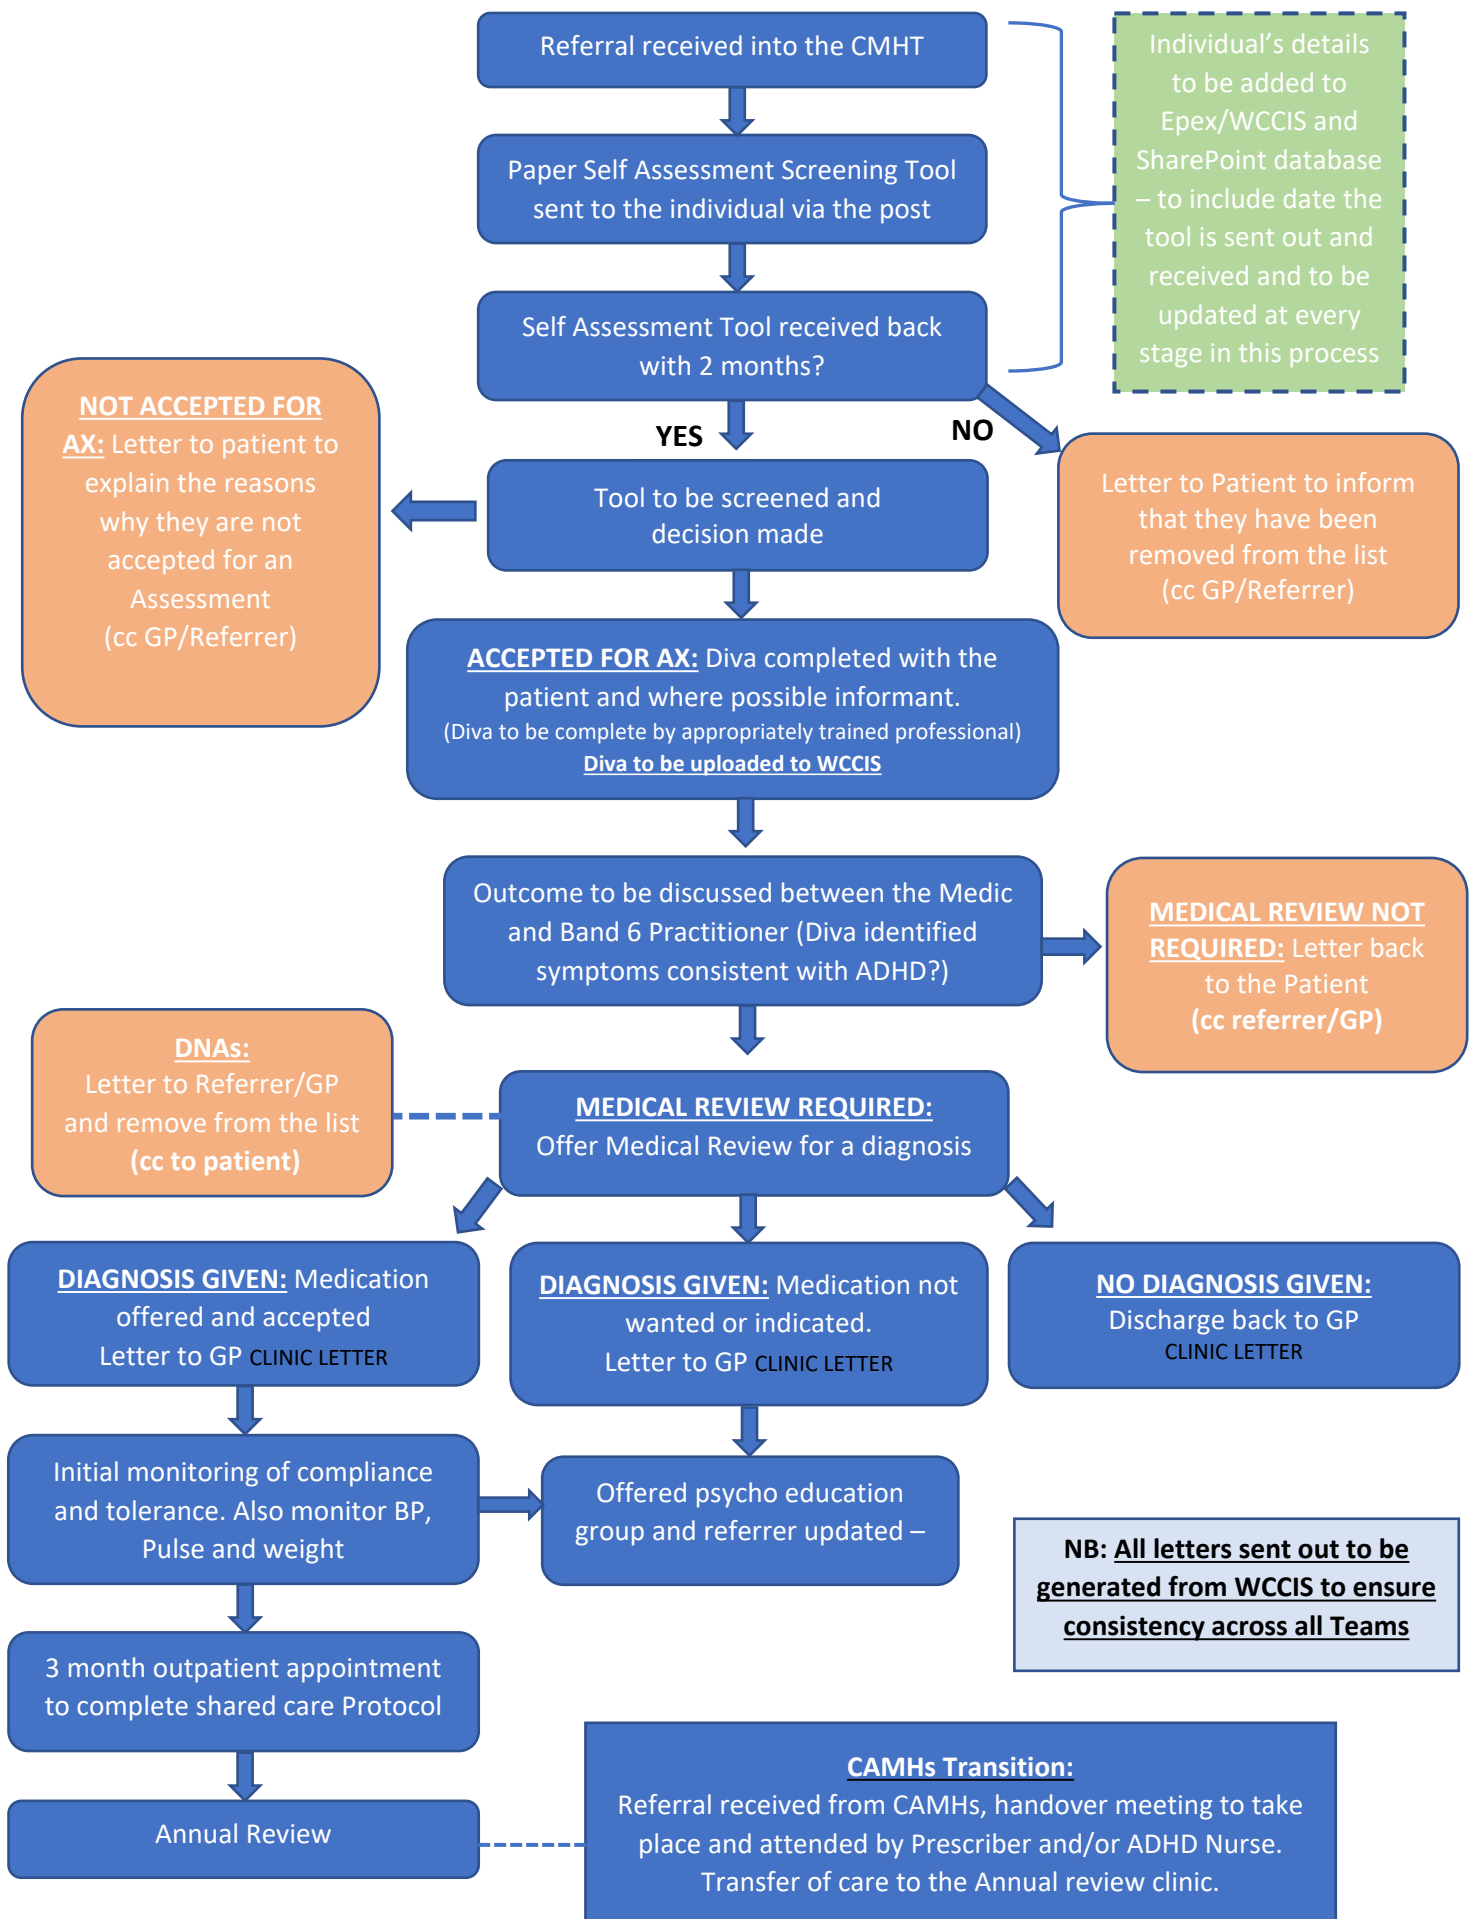 Referral received into the CMHT
Individual’s details
to be added to
Epex/WCCIS and
SharePoint database
– to include date the
tool is sent out and
received and to be
updated at every
stage in this process
Paper Self Assessment Screening Tool
sent to the individual via the post
Self Assessment Tool received back
with 2 months?
YES
NO
NOT ACCEPTED FOR
AX: Letter to patient to
explain the reasons
why they are not
accepted for an
Assessment
(cc GP/Referrer)
Tool to be screened and
decision made
Letter to Patient to inform
that they have been
removed from the list
(cc GP/Referrer)
ACCEPTED FOR AX: Diva completed with the
patient and where possible informant.
(Diva to be complete by appropriately trained professional)
Diva to be uploaded to WCCIS
Outcome to be discussed between the Medic
and Band 6 Practitioner (Diva identified
symptoms consistent with ADHD?)
MEDICAL REVIEW NOT
REQUIRED: Letter back
to the Patient
(cc referrer/GP)
DNAs:
Letter to Referrer/GP
and remove from the list
(cc to patient)
MEDICAL REVIEW REQUIRED:
Offer Medical Review for a diagnosis
DIAGNOSIS GIVEN: Medication
offered and accepted
Letter to GP CLINIC LETTER
DIAGNOSIS GIVEN: Medication not
wanted or indicated.
Letter to GP CLINIC LETTER
NO DIAGNOSIS GIVEN:
Discharge back to GP
CLINIC LETTER
Initial monitoring of compliance
and tolerance. Also monitor BP,
Pulse and weight
Offered psycho education
group and referrer updated –
NB: All letters sent out to be
generated from WCCIS to ensure
consistency across all Teams
3 month outpatient appointment
to complete shared care Protocol
Annual Review
CAMHs Transition:
Referral received from CAMHs, handover meeting to take
place and attended by Prescriber and/or ADHD Nurse.
Transfer of care to the Annual review clinic.